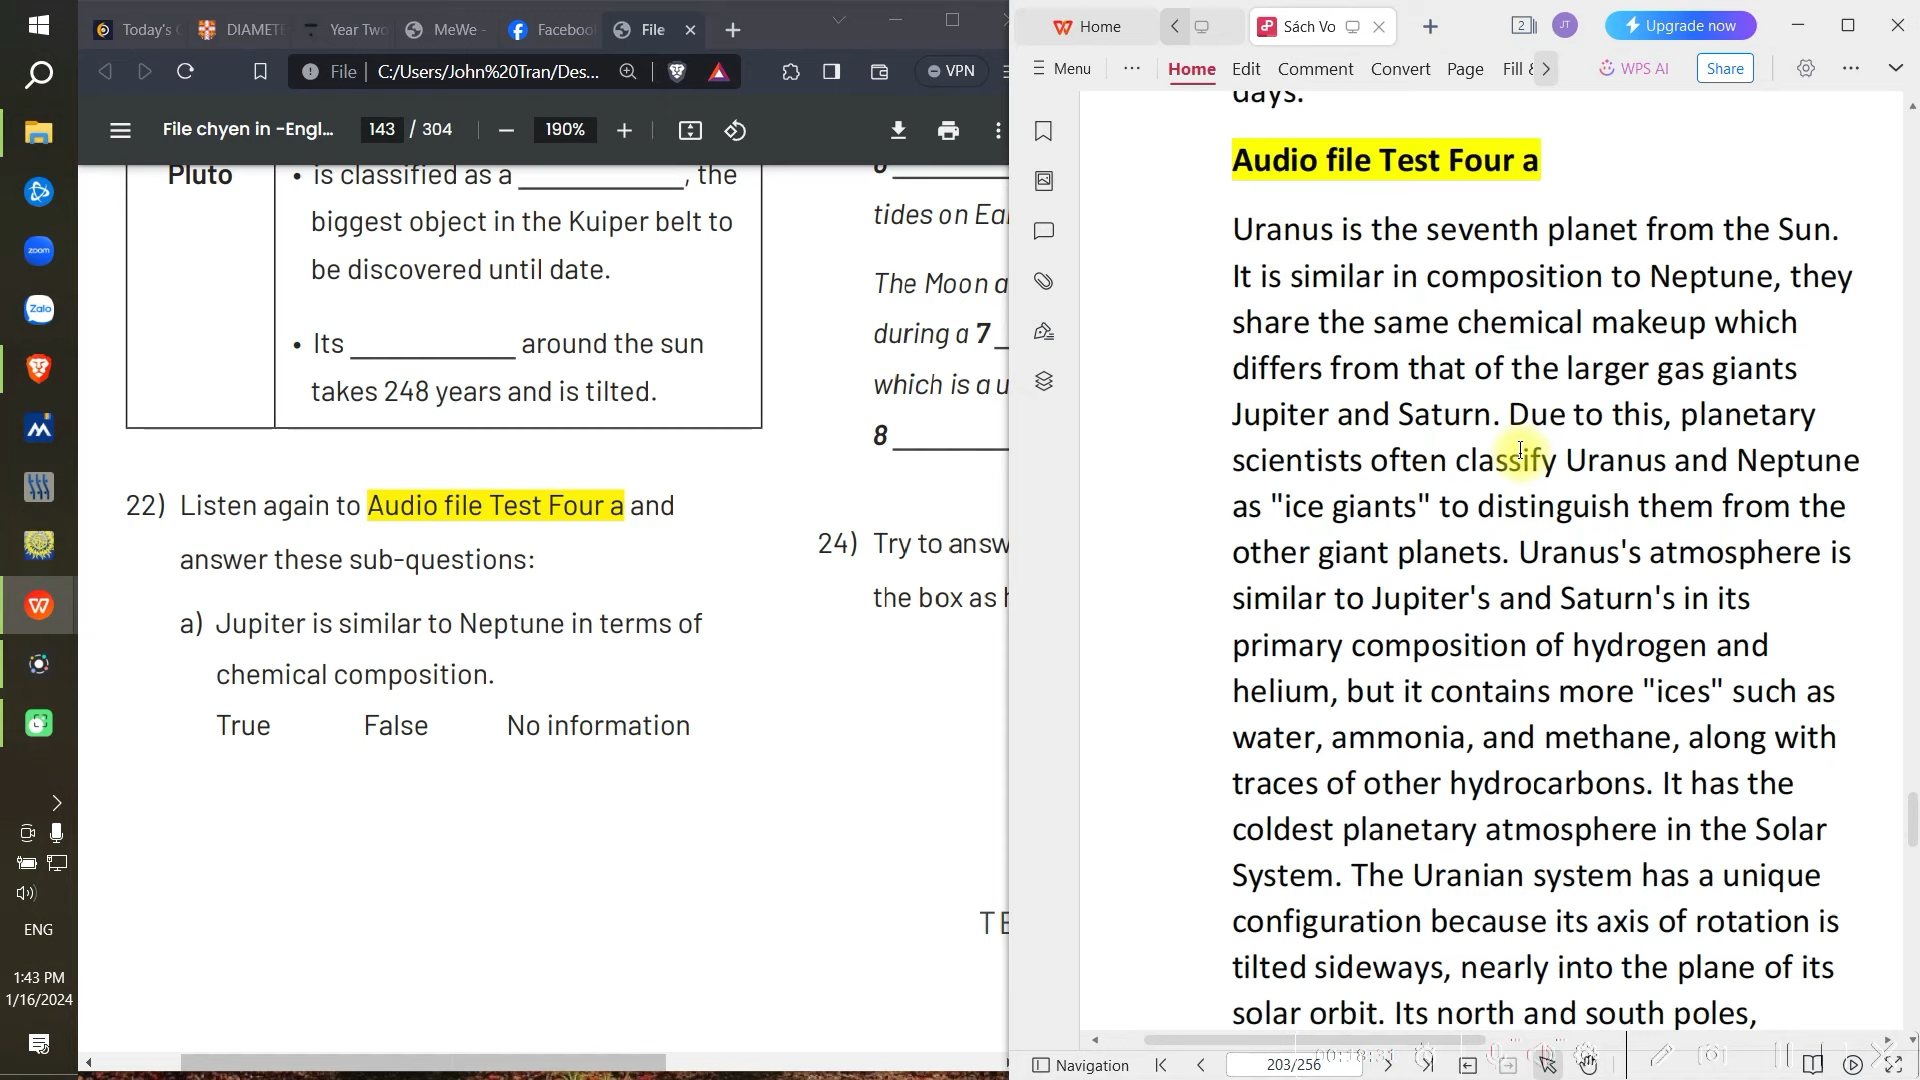 Today's
DIAMET
Year Two
MeWe -
Faceboo
File
Home
Sách Vo
2
JT
Upgrade now
File
C:/Users/John%20Tran/Des...
VPN
Menu
Home
Edit
Comment
Convert
Page
Fill &
WPS AI
Share
File chyen in -Engl...
143 / 304
190%
Pluto
• is classified as a ____________, the
biggest object in the Kuiper belt to
be discovered until date.
• Its ____________ around the sun
takes 248 years and is tilted.
22) Listen again to Audio file Test Four a and
answer these sub-questions:
a) Jupiter is similar to Neptune in terms of
chemical composition.
True False No information
tides on Ea
The Moon a
during a 7
which is a u
8
24) Try to answ
the box as h
TE
days.
Audio file Test Four a
Uranus is the seventh planet from the Sun.
It is similar in composition to Neptune, they
share the same chemical makeup which
differs from that of the larger gas giants
Jupiter and Saturn. Due to this, planetary
scientists often classify Uranus and Neptune
as "ice giants" to distinguish them from the
other giant planets. Uranus's atmosphere is
similar to Jupiter's and Saturn's in its
primary composition of hydrogen and
helium, but it contains more "ices" such as
water, ammonia, and methane, along with
traces of other hydrocarbons. It has the
coldest planetary atmosphere in the Solar
System. The Uranian system has a unique
configuration because its axis of rotation is
tilted sideways, nearly into the plane of its
solar orbit. Its north and south poles,
Navigation
203/256
00:18:31
zoom
Zalo
ENG
1:43 PM
1/16/2024